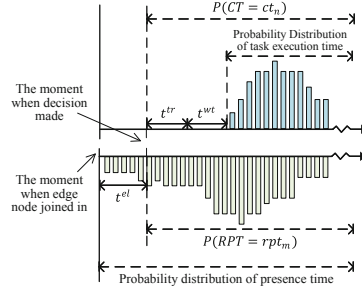 P(CT = ct_n)
Probability Distribution
of task execution time
The moment
when decision
made
t^{tr}
t^{wt}
The moment
when edge
node joined in
t^{el}
P(RPT = rpt_m)
Probability distribution of presence time